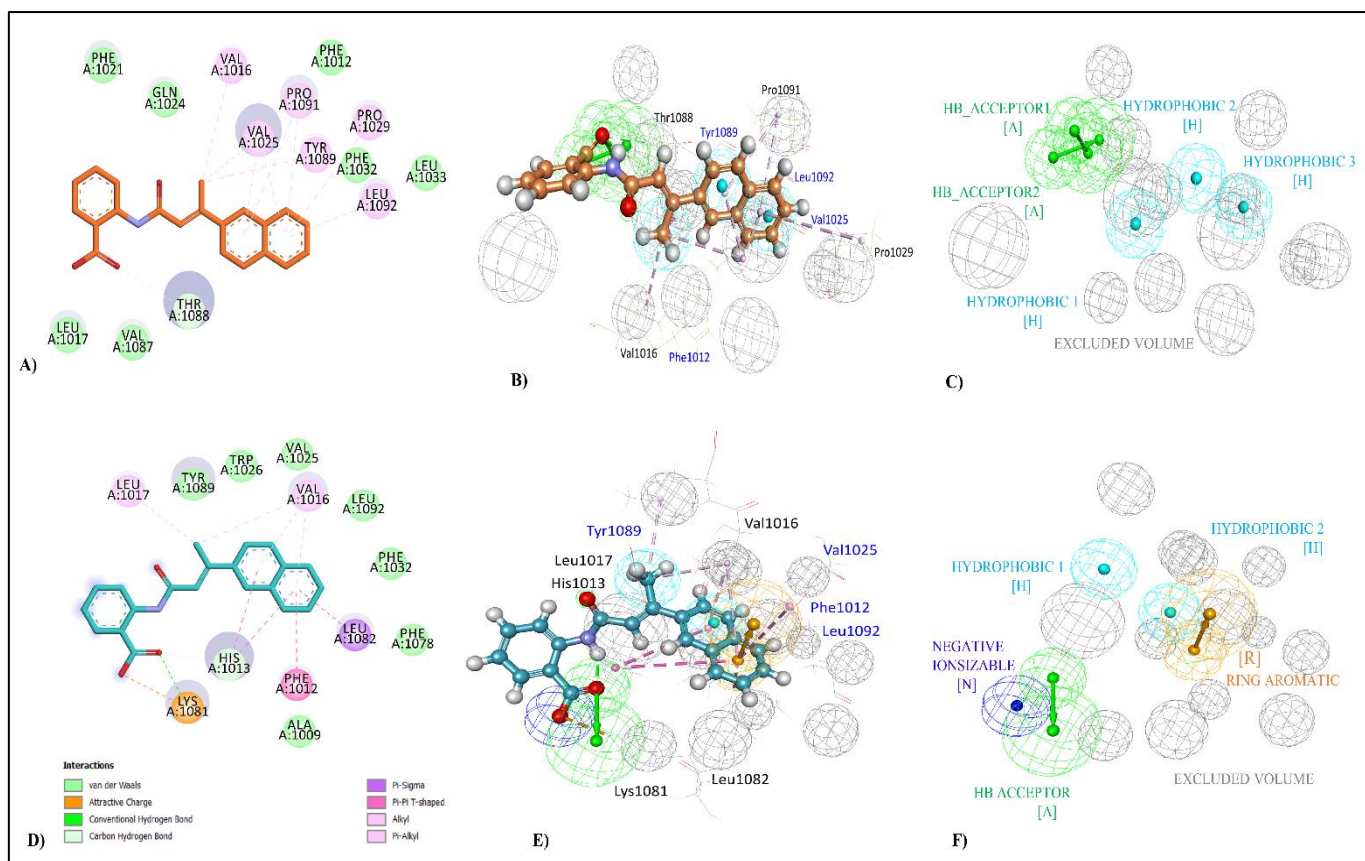 PHE
A:1021
GLN
A:1024
VAL
A:1016
PHE
A:1012
PRO
A:1091
VAL
A:1025
PRO
A:1029
TYR
A:1089
PHE
A:1032
LEU
A:1033
LEU
A:1092
THR
A:1088
LEU
A:1017
VAL
A:1087
A)
Pro1091
Thr1088
Tyr1089
Leu1092
Val1025
Pro1029
Val1016
Phe1012
B)
HB_ACCEPTOR1
[A]
HYDROPHOBIC 2
[H]
HYDROPHOBIC 3
[H]
HB_ACCEPTOR2
[A]
HYDROPHOBIC 1
[H]
EXCLUDED VOLUME
C)
LEU
A:1017
TYR
A:1089
TRP
A:1026
VAL
A:1025
VAL
A:1016
LEU
A:1092
PHE
A:1032
LEU
A:1082
PHE
A:1078
HIS
A:1013
PHE
A:1012
LYS
A:1081
ALA
A:1009
Interactions
van der Waals
Attractive Charge
Conventional Hydrogen Bond
Carbon Hydrogen Bond
Pi-Sigma
Pi-Pi T-shaped
Alkyl
Pi-Alkyl
D)
Tyr1089
Val1016
Leu1017
Val1025
His1013
Phe1012
Leu1092
Leu1082
Lys1081
E)
HYDROPHOBIC 2
[H]
HYDROPHOBIC 1
[H]
NEGATIVE
IONSIZABLE
[N]
[R]
RING AROMATIC
HB ACCEPTOR
[A]
EXCLUDED VOLUME
F)